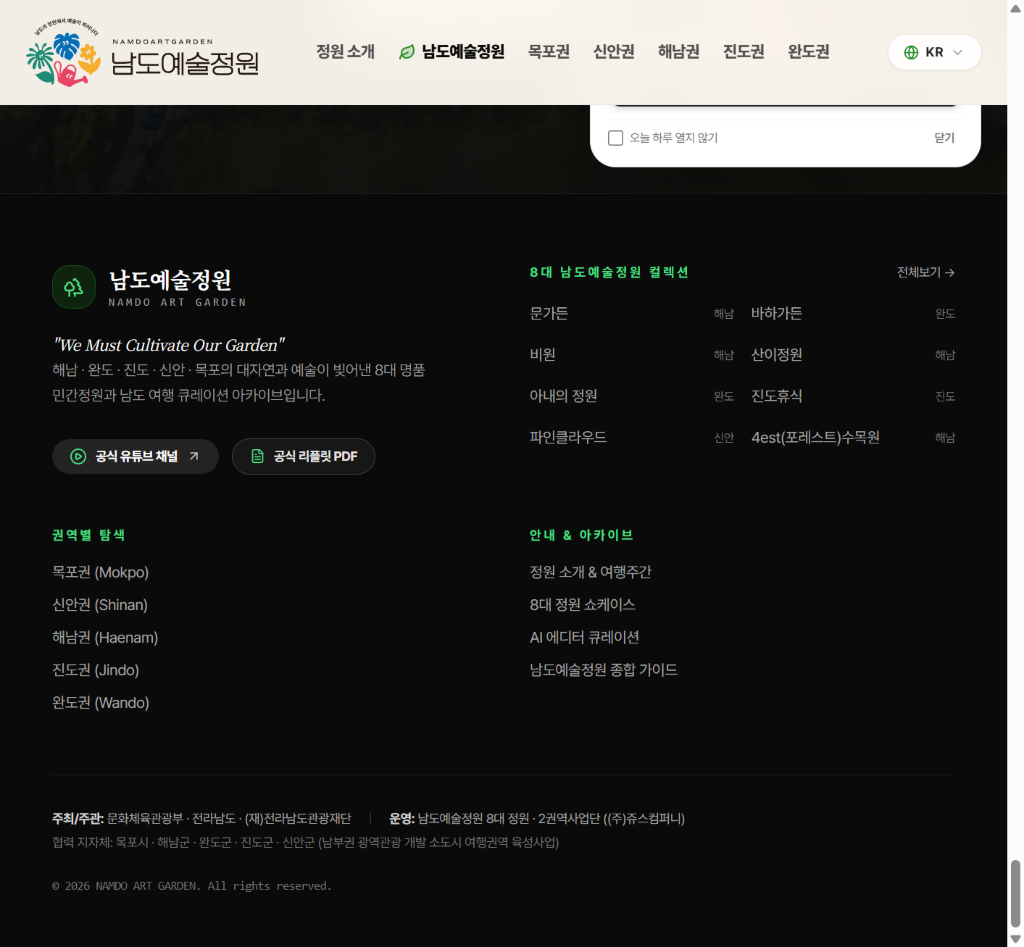 남도의 정원에서 예술이 피어나다
NAMDOARTGARDEN
남도예술정원
정원 소개
남도예술정원
목포권
신안권
해남권
진도권
완도권
KR
오늘 하루 열지 않기
닫기
남도예술정원
NAMDO ART GARDEN
"We Must Cultivate Our Garden"
해남 · 완도 · 진도 · 신안 · 목포의 대자연과 예술이 빚어낸 8대 명품
민간정원과 남도 여행 큐레이션 아카이브입니다.
공식 유튜브 채널
공식 리플릿 PDF
8대 남도예술정원 컬렉션
전체보기 →
문가든 해남
바하가든 완도
비원 해남
산이정원 해남
아내의 정원 완도
진도휴식 진도
파인클라우드 신안
4est(포레스트)수목원 해남
권역별 탐색
목포권 (Mokpo)
신안권 (Shinan)
해남권 (Haenam)
진도권 (Jindo)
완도권 (Wando)
안내 & 아카이브
정원 소개 & 여행주간
8대 정원 쇼케이스
AI 에디터 큐레이션
남도예술정원 종합 가이드
주최/주관: 문화체육관광부 · 전라남도 · (재)전라남도관광재단 | 운영: 남도예술정원 8대 정원 · 2권역사업단 ((주)쥬스컴퍼니)
협력 지자체: 목포시 · 해남군 · 완도군 · 진도군 · 신안군 (남부권 광역관광 개발 소도시 여행권역 육성사업)
© 2026 NAMDO ART GARDEN. All rights reserved.